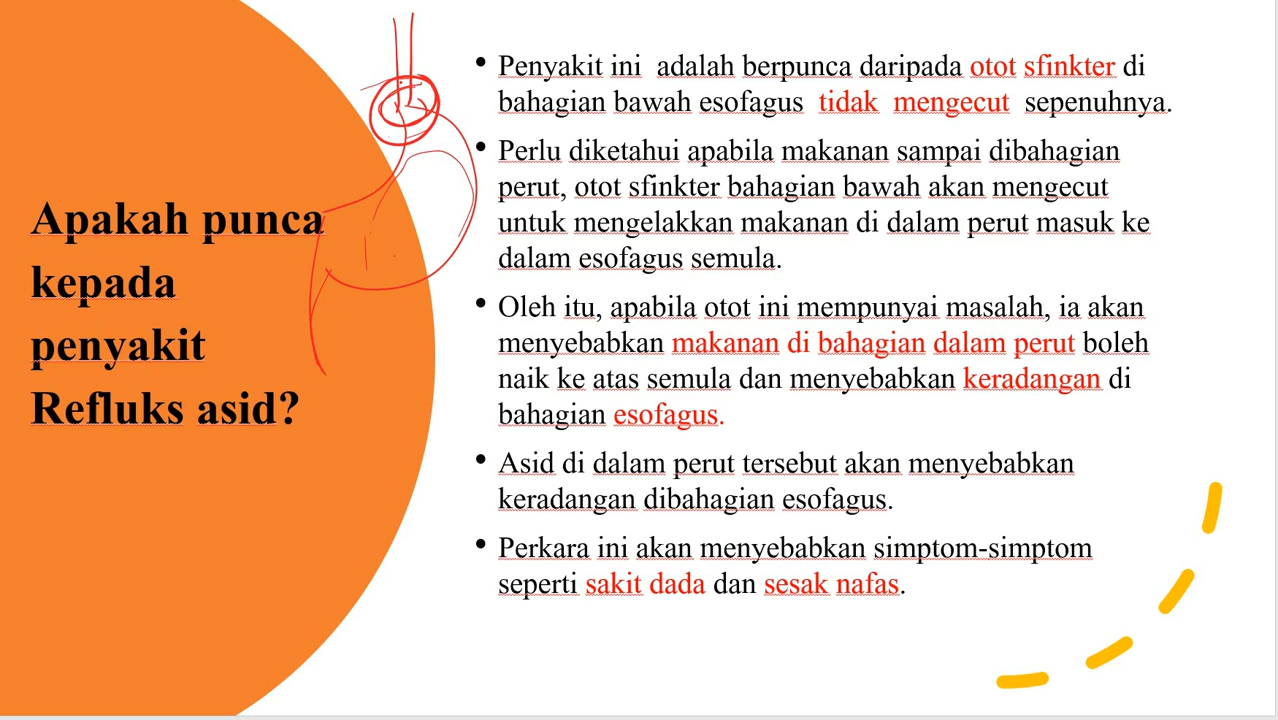 Apakah punca
kepada
penyakit
Refluks asid?
• Penyakit ini adalah berpunca daripada otot sfinkter di
bahagian bawah esofagus tidak mengecut sepenuhnya.
• Perlu diketahui apabila makanan sampai dibahagian
perut, otot sfinkter bahagian bawah akan mengecut
untuk mengelakkan makanan di dalam perut masuk ke
dalam esofagus semula.
• Oleh itu, apabila otot ini mempunyai masalah, ia akan
menyebabkan makanan di bahagian dalam perut boleh
naik ke atas semula dan menyebabkan keradangan di
bahagian esofagus.
• Asid di dalam perut tersebut akan menyebabkan
keradangan dibahagian esofagus.
• Perkara ini akan menyebabkan simptom-simptom
seperti sakit dada dan sesak nafas.